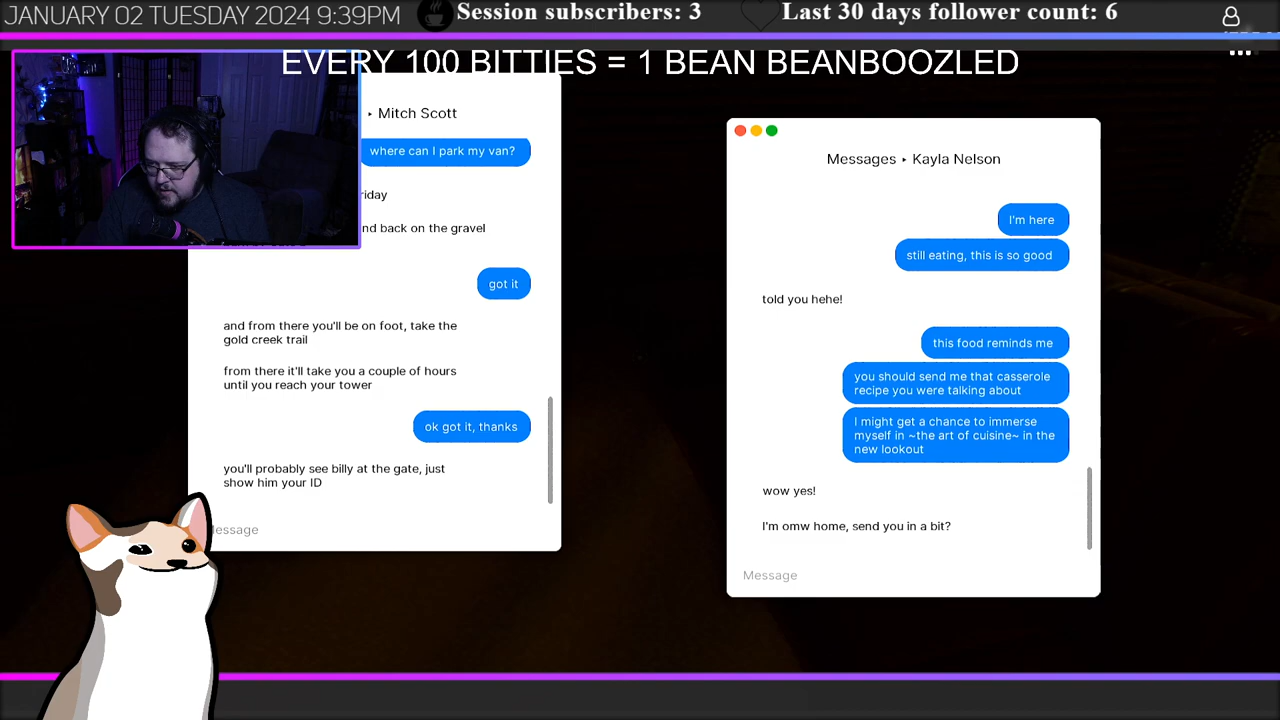 JANUARY 02 TUESDAY 2024 9:39PM
Session subscribers: 3
Last 30 days follower count: 6
EVERY 100 BITTIES = 1 BEAN BEANBOOZLED
‣ Mitch Scott
where can I park my van?
nd back on the gravel
got it
and from there you'll be on foot, take the
gold creek trail
from there it'll take you a couple of hours
until you reach your tower
ok got it, thanks
you'll probably see billy at the gate, just
show him your ID
essage
Messages ‣ Kayla Nelson
I'm here
still eating, this is so good
told you hehe!
this food reminds me
you should send me that casserole
recipe you were talking about
I might get a chance to immerse
myself in ~the art of cuisine~ in the
new lookout
wow yes!
I'm omw home, send you in a bit?
Message